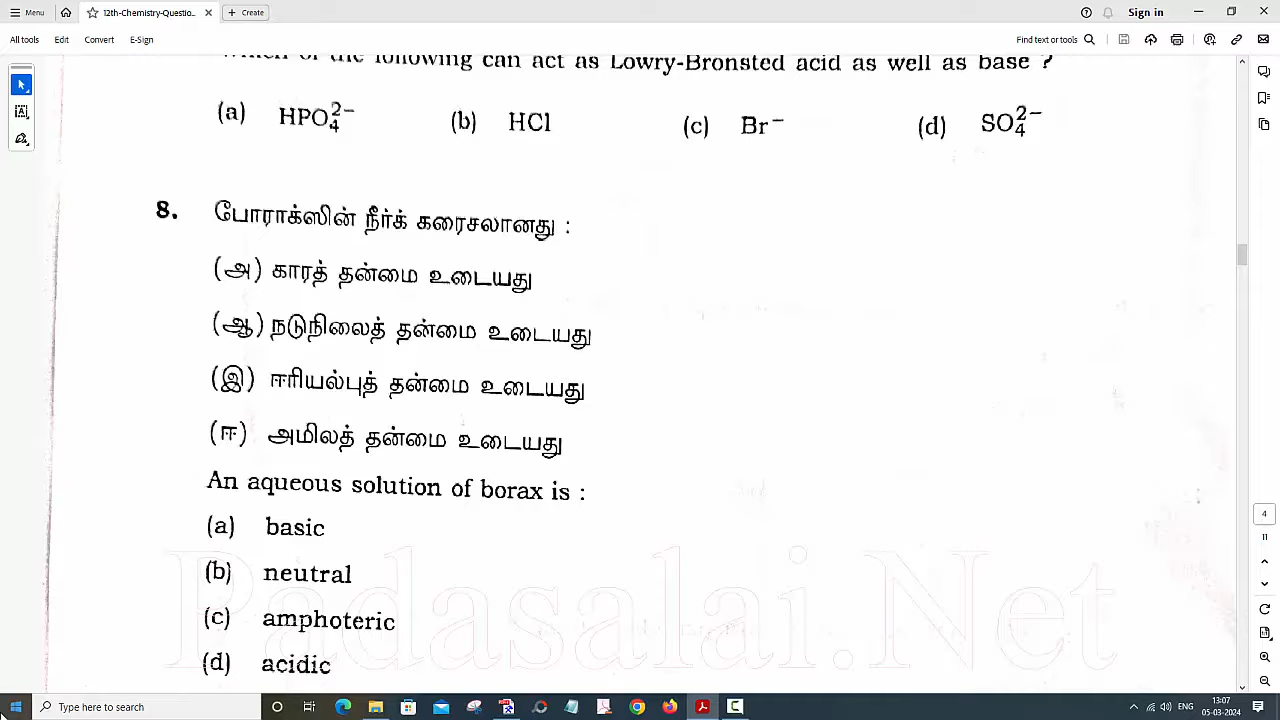 Menu
12th-Chemistry-Questio...
+ Create
Sign in
All tools Edit Convert E-Sign
Find text or tools
Which of the following can act as Lowry-Bronsted acid as well as base ?
(a) HPO₄²⁻ (b) HCl (c) Br⁻ (d) SO₄²⁻
8. போராக்ஸின் நீர்க் கரைசலானது :
(அ) காரத் தன்மை உடையது
(ஆ) நடுநிலைத் தன்மை உடையது
(இ) ஈரியல்புத் தன்மை உடையது
(ஈ) அமிலத் தன்மை உடையது
An aqueous solution of borax is :
(a) basic
(b) neutral
(c) amphoteric
(d) acidic
Padasalai.Net
4
11
Type here to search
ENG
13:07
05-03-2024